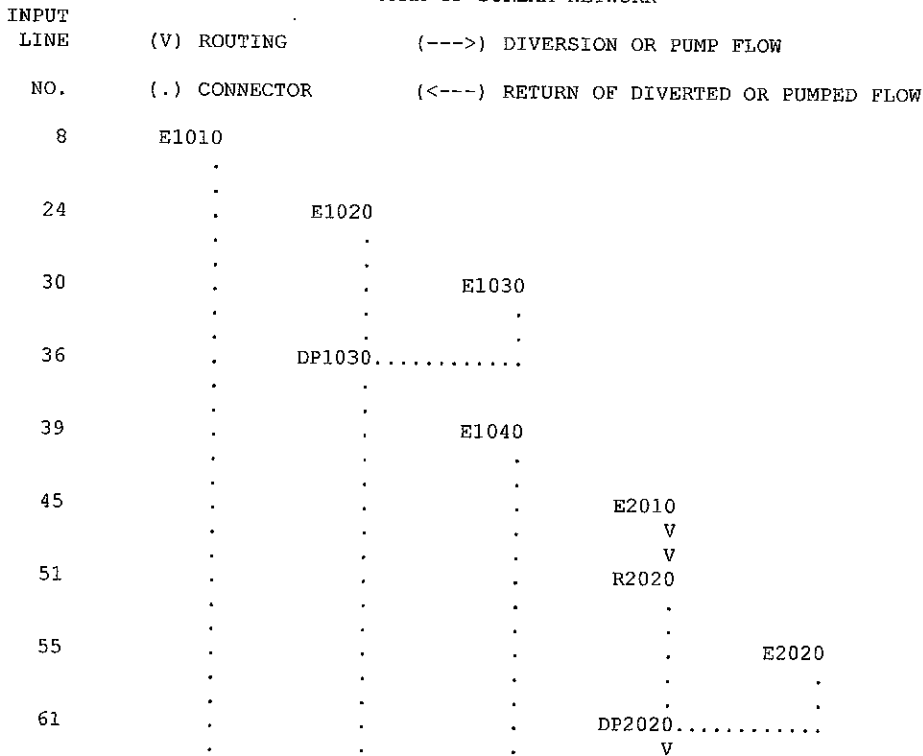 INPUT
LINE (V) ROUTING (--->) DIVERSION OR PUMP FLOW
NO. (.) CONNECTOR (<---) RETURN OF DIVERTED OR PUMPED FLOW
8 E1010
.
.
24 . E1020
. .
. .
30 . . E1030
. . .
. . .
36 . DP1030............
. .
. .
39 . . E1040
. . .
. . .
45 . . . E2010
. . . V
. . . V
51 . . . R2020
. . . .
. . . .
55 . . . . E2020
. . . . .
. . . . .
61 . . . DP2020............
. . . V